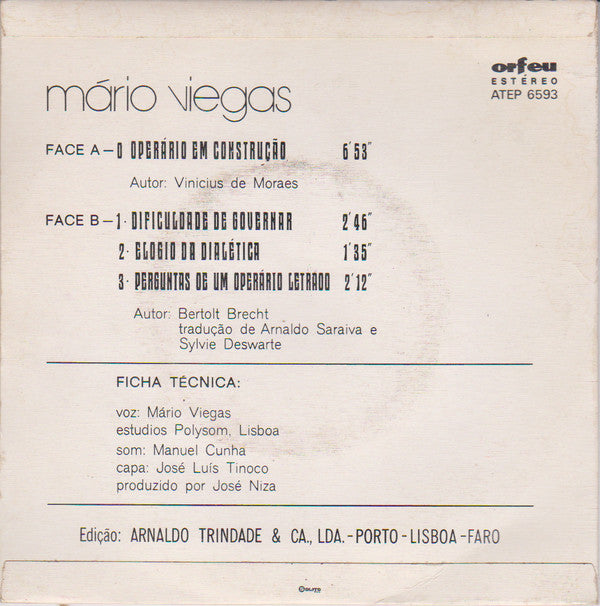 orfeu
ESTÉREO
ATEP 6593
mário viegas
FACE A – O OPERÁRIO EM CONSTRUÇÃO 6'53"
Autor: Vinicius de Moraes
FACE B – 1 · DIFICULDADE DE GOVERNAR 2'46"
2 · ELOGIO DA DIALÉTICA 1'35"
3 · PERGUNTAS DE UM OPERÁRIO LETRADO 2'12"
Autor: Bertolt Brecht
tradução de Arnaldo Saraiva e
Sylvie Deswarte
FICHA TÉCNICA:
voz: Mário Viegas
estudios Polysom, Lisboa
som: Manuel Cunha
capa: José Luís Tinoco
produzido por José Niza
Edição: ARNALDO TRINDADE & CA., LDA. - PORTO - LISBOA - FARO